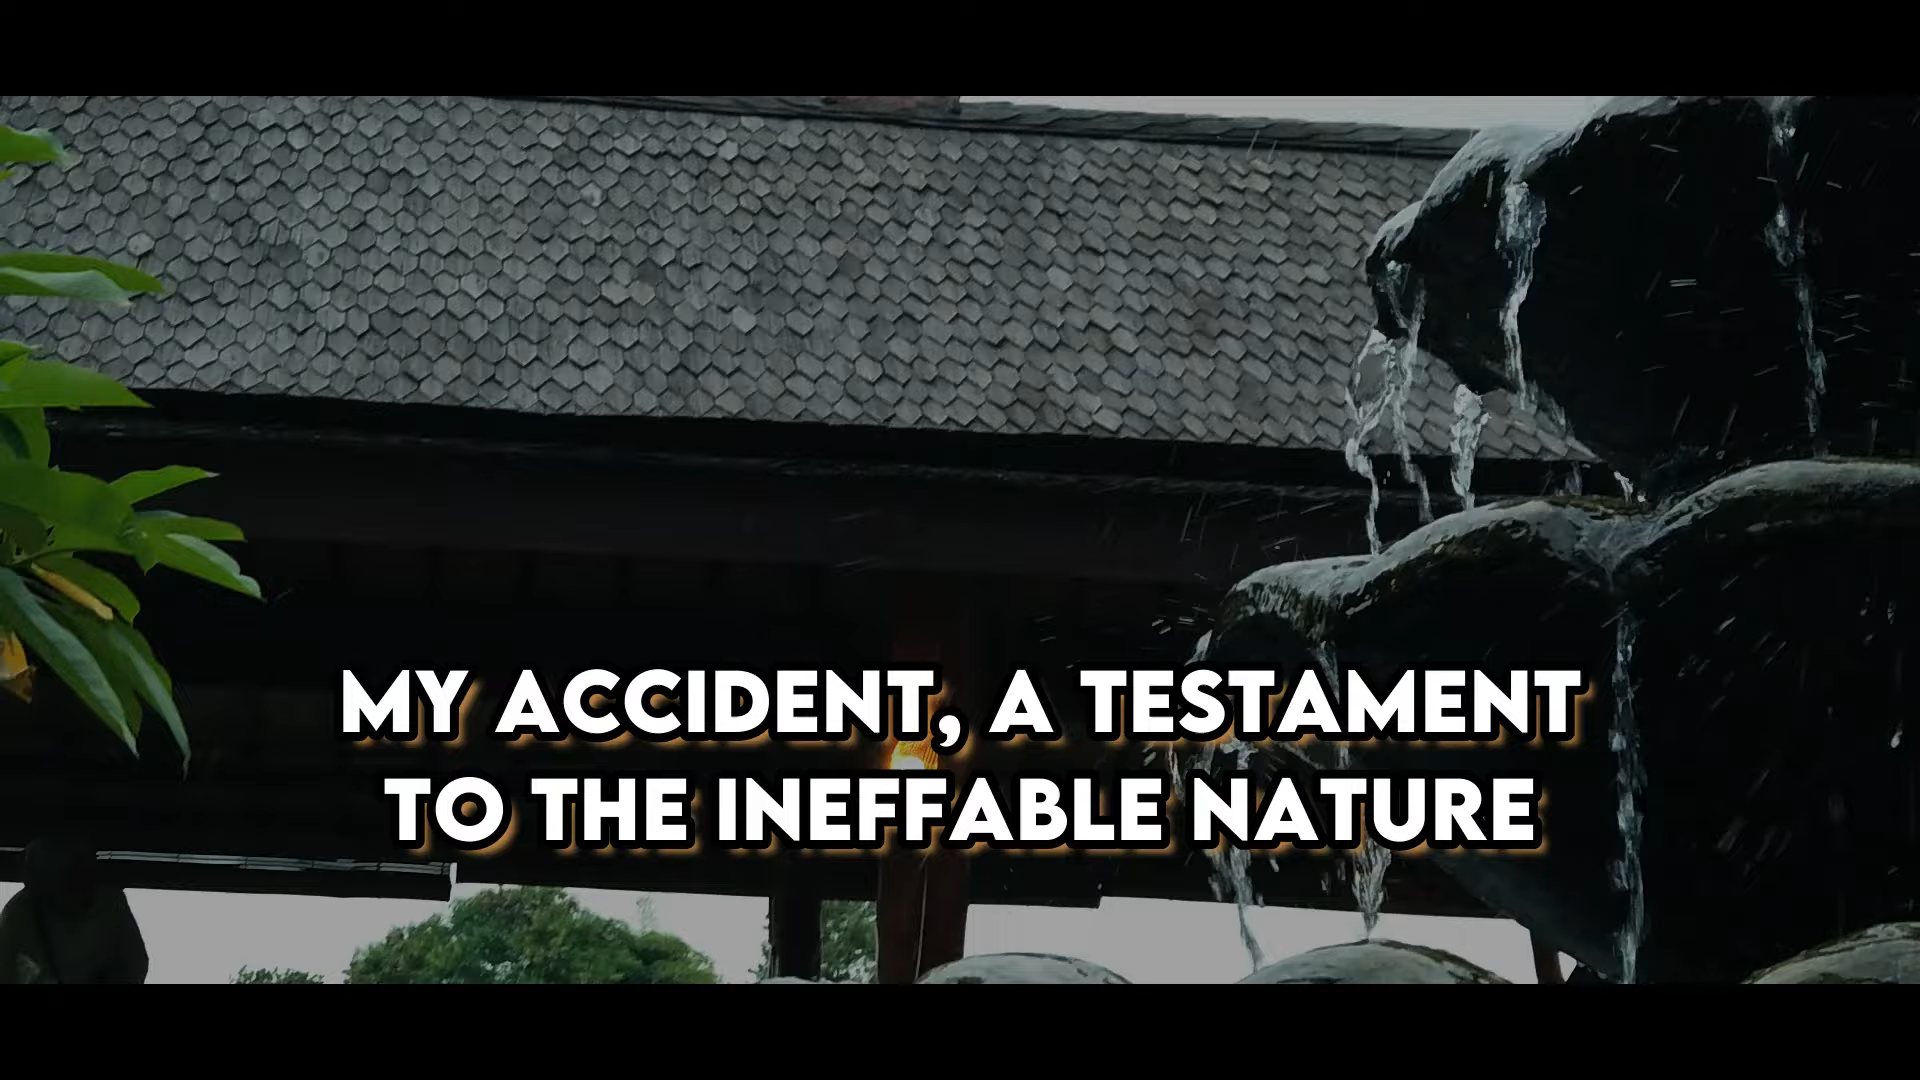 MY ACCIDENT, A TESTAMENT
TO THE INEFFABLE NATURE